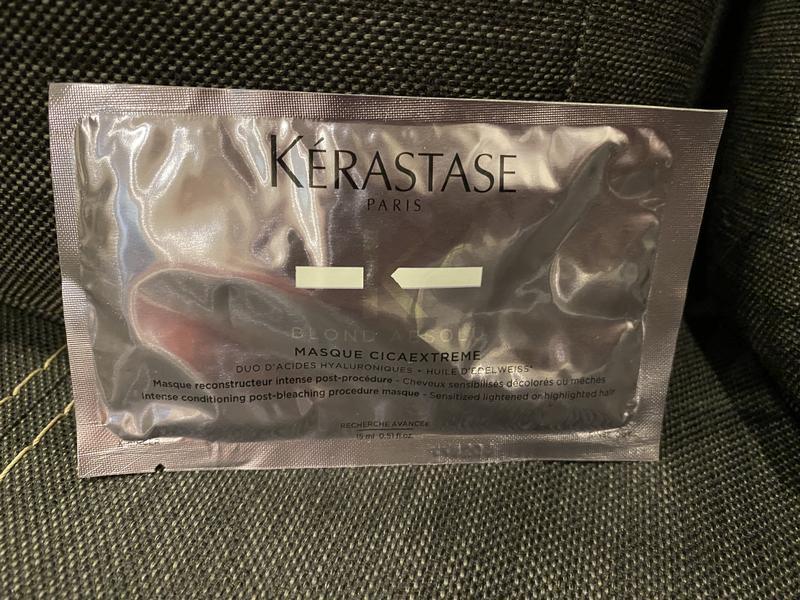 KÉRASTASE
PARIS
BLOND ABSOLU
MASQUE CICAEXTREME
DUO D'ACIDES HYALURONIQUES + HUILE D'EDELWEISS*
Masque reconstructeur intense post-procédure - Cheveux sensibilisés décolorés ou méchés
Intense conditioning post-bleaching procedure masque - Sensitized lightened or highlighted hair
RECHERCHE AVANCÉE
15 ml 0.51 fl.oz.